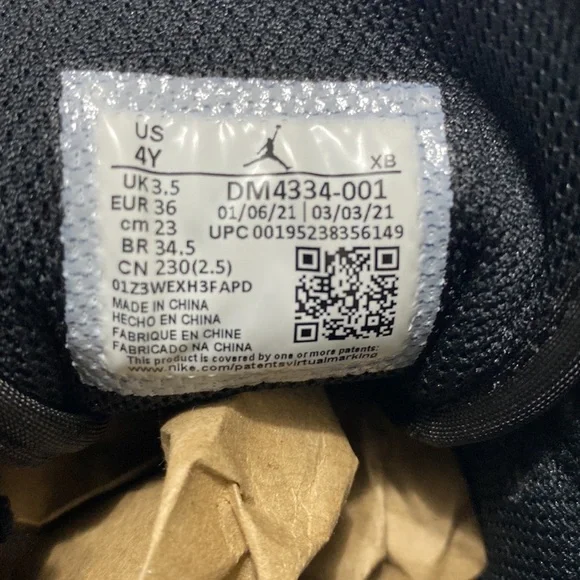 US
4Y
XB
UK3.5
DM4334-001
EUR 36
01/06/21 | 03/03/21
cm 23
UPC 00195238356149
BR 34.5
CN 230(2.5)
01Z3WEXH3FAPD
MADE IN CHINA
HECHO EN CHINA
FABRIQUE EN CHINE
FABRICADO NA CHINA
This product is covered by one or more patents:
www.nike.com/patentsvirtualmarking